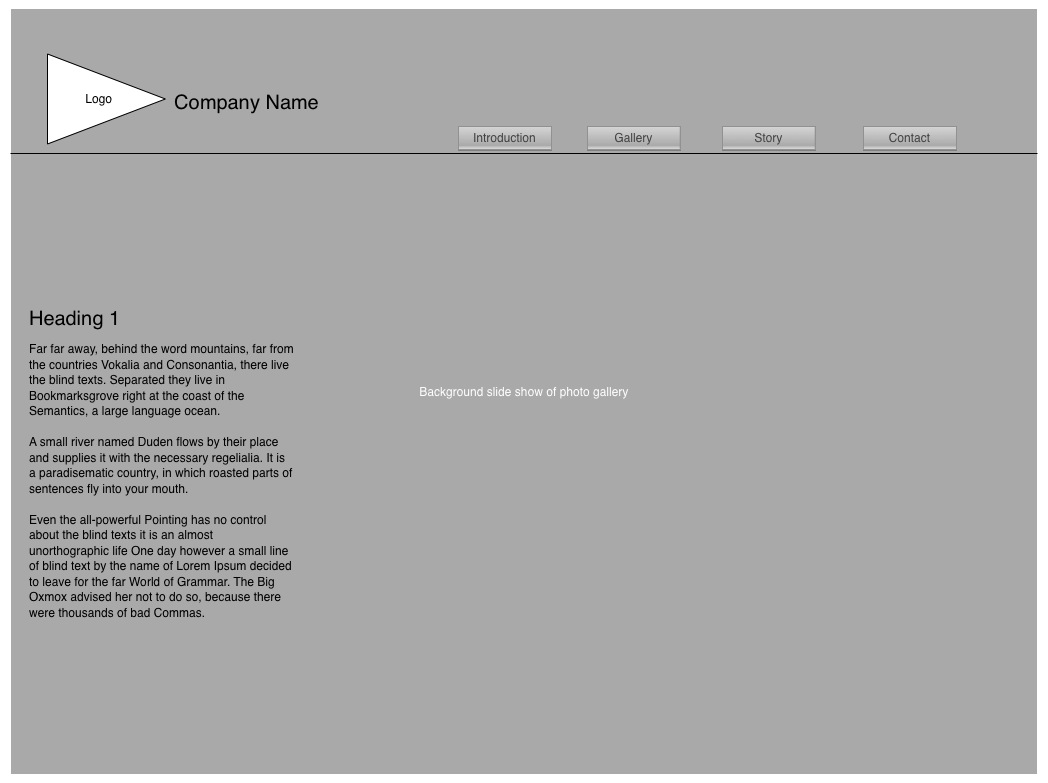 Logo
Company Name
Introduction
Gallery
Story
Contact
Heading 1
Far far away, behind the word mountains, far from
the countries Vokalia and Consonantia, there live
the blind texts. Separated they live in
Bookmarksgrove right at the coast of the
Semantics, a large language ocean.
A small river named Duden flows by their place
and supplies it with the necessary regelialia. It is
a paradisematic country, in which roasted parts of
sentences fly into your mouth.
Even the all-powerful Pointing has no control
about the blind texts it is an almost
unorthographic life One day however a small line
of blind text by the name of Lorem Ipsum decided
to leave for the far World of Grammar. The Big
Oxmox advised her not to do so, because there
were thousands of bad Commas.
Background slide show of photo gallery